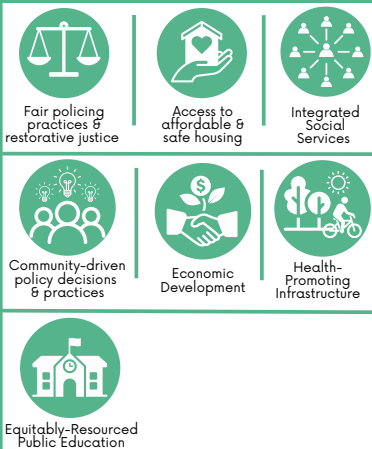 Fair policing
practices &
restorative justice
Access to
affordable &
safe housing
Integrated
Social
Services
Community-driven
policy decisions
& practices
Economic
Development
Health-
Promoting
Infrastructure
Equitably-Resourced
Public Education